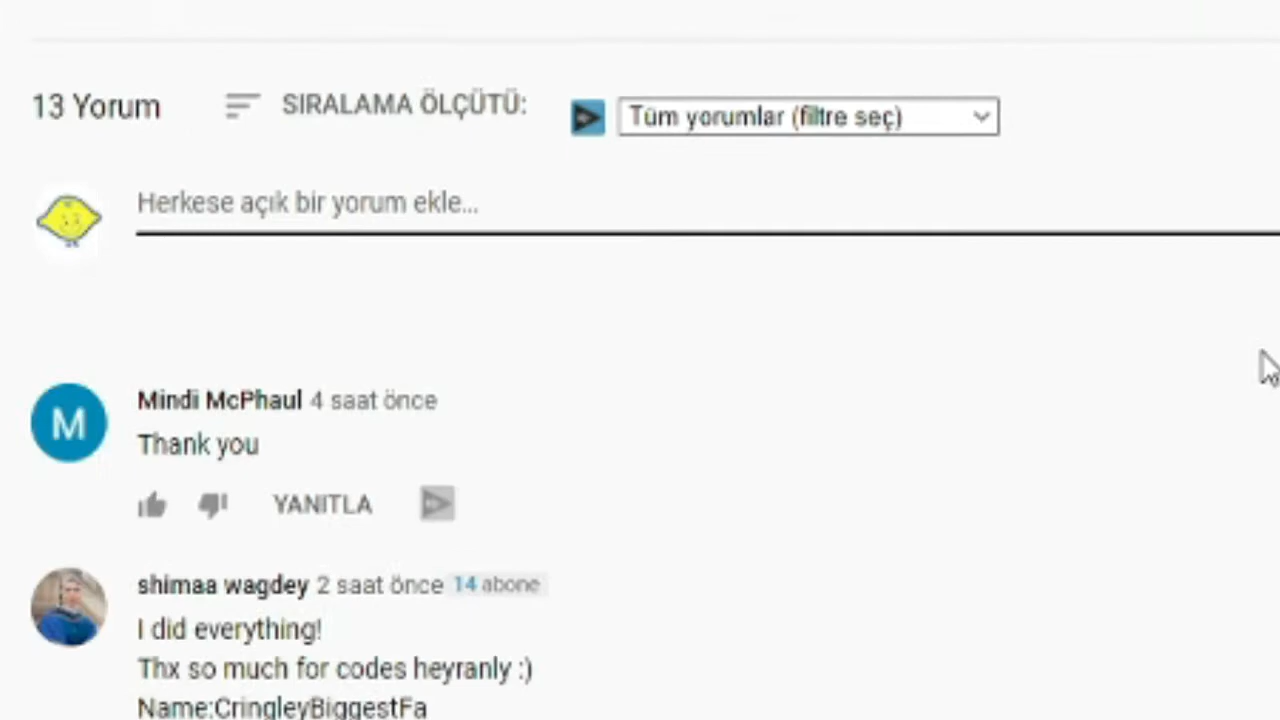 13 Yorum SIRALAMA ÖLÇÜTÜ: Tüm yorumlar (filtre seç)
Herkese açık bir yorum ekle...
Mindi McPhaul 4 saat önce
M
Thank you
YANITLA
shimaa wagdey 2 saat önce 14 abone
I did everything!
Thx so much for codes heyranly :)
Name:CringleyBiggestFa